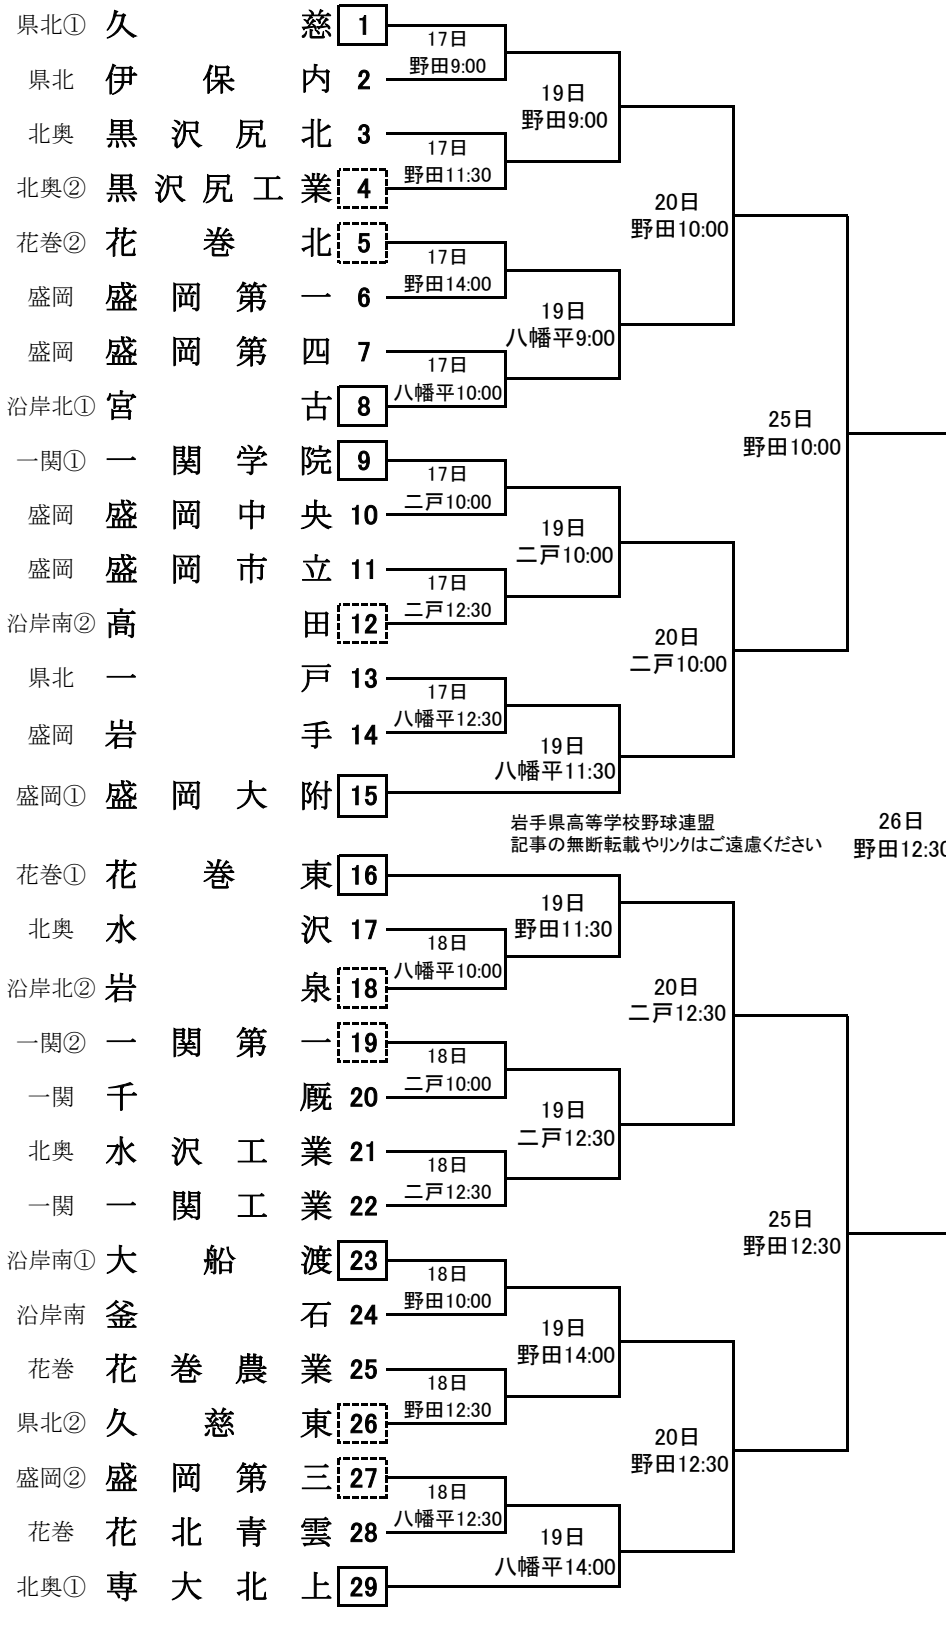 県北① 久慈 1
17日
野田9:00
県北 伊保内 2
19日
野田9:00
北奥 黒沢尻北 3
17日
野田11:30
北奥② 黒沢尻工業 4
20日
野田10:00
花巻② 花巻北 5
17日
野田14:00
盛岡 盛岡第一 6
19日
八幡平9:00
盛岡 盛岡第四 7
17日
八幡平10:00
沿岸北① 宮古 8
25日
野田10:00
一関① 一関学院 9
17日
二戸10:00
盛岡 盛岡中央 10
19日
二戸10:00
盛岡 盛岡市立 11
17日
二戸12:30
沿岸南② 高田 12
20日
二戸10:00
県北 一戸 13
17日
八幡平12:30
盛岡 岩手 14
19日
八幡平11:30
盛岡① 盛岡大附 15
岩手県高等学校野球連盟
記事の無断転載やリンクはご遠慮ください
26日
野田12:30
花巻① 花巻東 16
19日
野田11:30
北奥 水沢 17
18日
八幡平10:00
沿岸北② 岩泉 18
20日
二戸12:30
一関② 一関第一 19
18日
二戸10:00
一関 千厩 20
19日
二戸12:30
北奥 水沢工業 21
18日
二戸12:30
一関 一関工業 22
25日
野田12:30
沿岸南① 大船渡 23
18日
野田10:00
沿岸南 釜石 24
19日
野田14:00
花巻 花巻農業 25
18日
野田12:30
県北② 久慈東 26
20日
野田12:30
盛岡② 盛岡第三 27
18日
八幡平12:30
花巻 花北青雲 28
19日
八幡平14:00
北奥① 専大北上 29